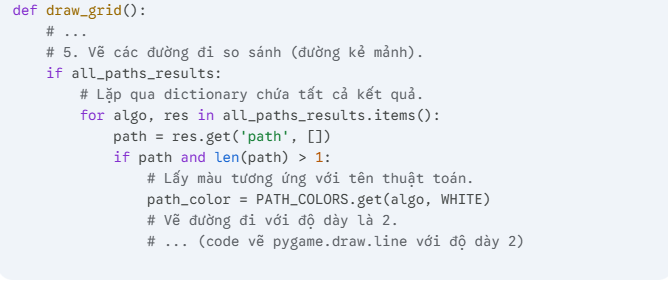 def draw_grid():
    # ...
    # 5. Vẽ các đường đi so sánh (đường kẻ mảnh).
    if all_paths_results:
        # Lặp qua dictionary chứa tất cả kết quả.
        for algo, res in all_paths_results.items():
            path = res.get('path', [])
            if path and len(path) > 1:
                # Lấy màu tương ứng với tên thuật toán.
                path_color = PATH_COLORS.get(algo, WHITE)
                # Vẽ đường đi với độ dày là 2.
                # ... (code vẽ pygame.draw.line với độ dày 2)